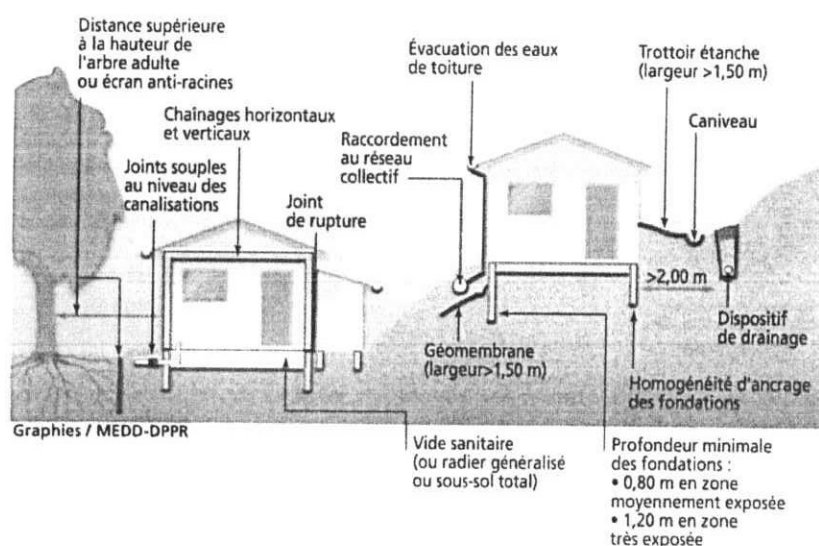 Distance supérieure
à la hauteur de
l'arbre adulte
ou écran anti-racines
Chaînages horizontaux
et verticaux
Joints souples
au niveau des
canalisations
Joint
de rupture
Évacuation des eaux
de toiture
Raccordement
au réseau
collectif
Trottoir étanche
(largeur >1,50 m)
Caniveau
>2,00 m
Dispositif
de drainage
Géomembrane
(largeur>1,50 m)
Homogénéité d'ancrage
des fondations
Graphies / MEDD-DPPR
Vide sanitaire
(ou radier généralisé
ou sous-sol total)
Profondeur minimale
des fondations :
• 0,80 m en zone
moyennement exposée
• 1,20 m en zone
très exposée